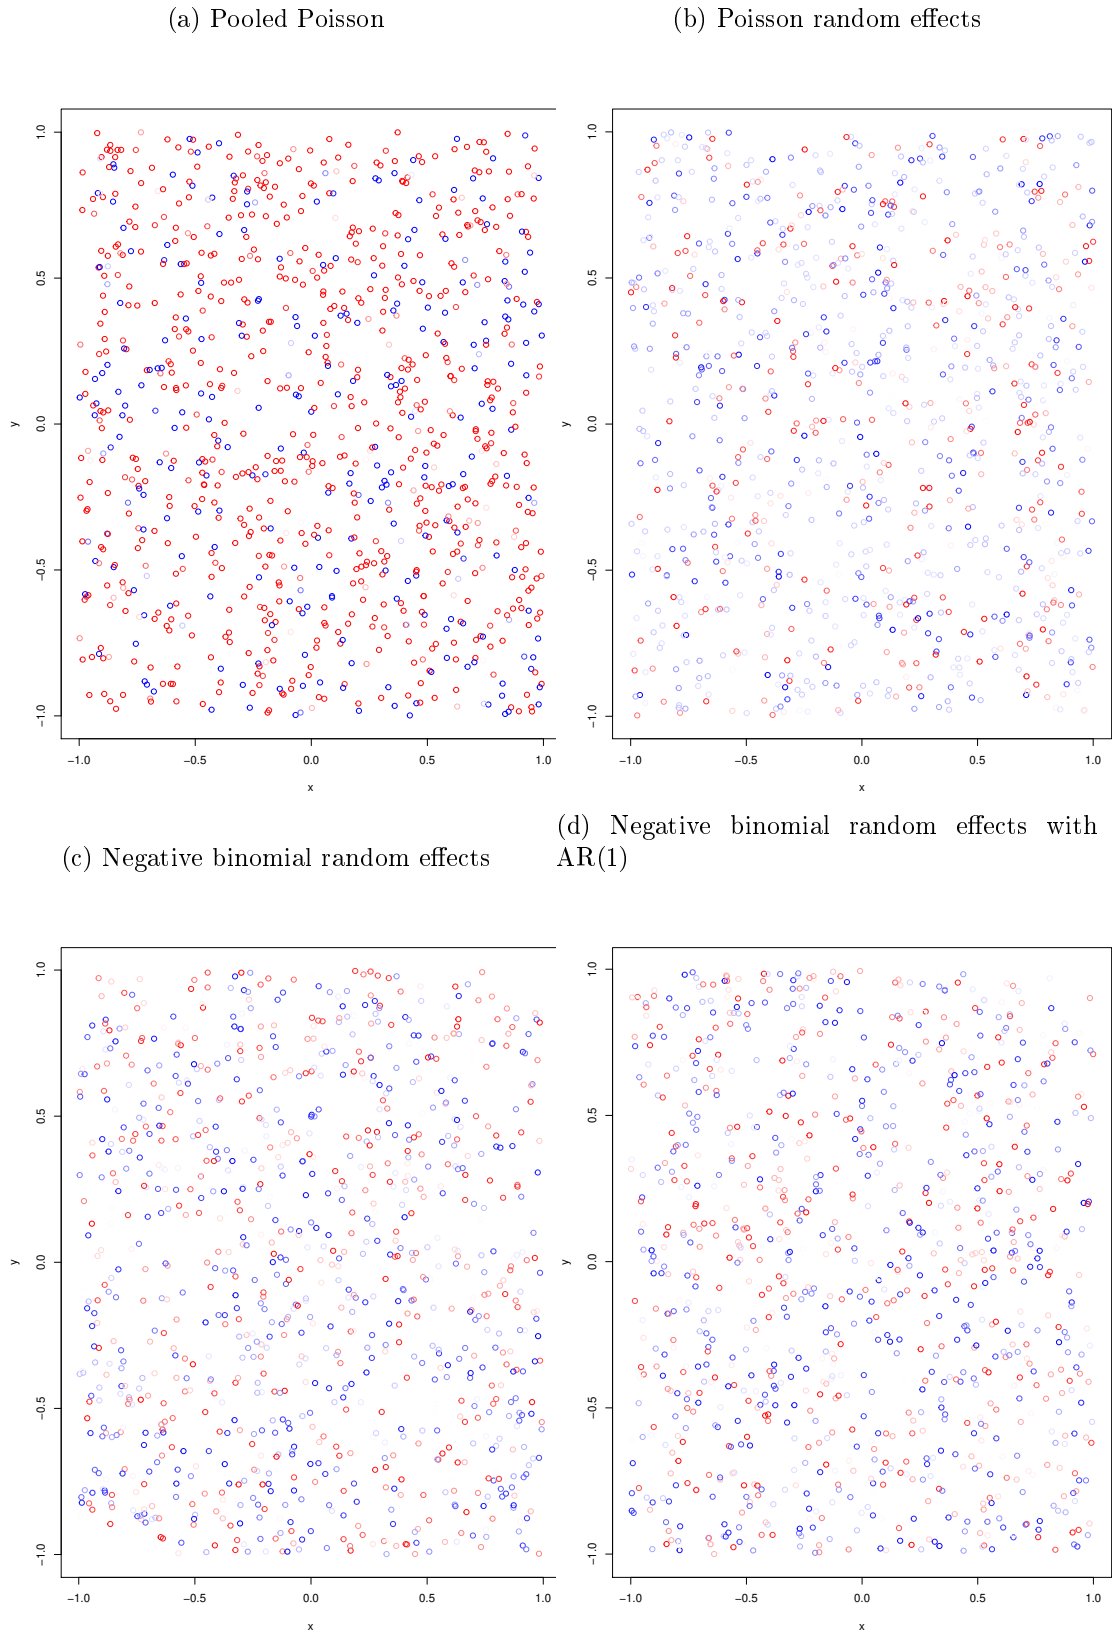 (a) Pooled Poisson
(b) Poisson random effects
1.0
0.5
0.0
−0.5
−1.0
y
−1.0 −0.5 0.0 0.5 1.0
x
1.0
0.5
0.0
−0.5
−1.0
y
−1.0 −0.5 0.0 0.5 1.0
x
(c) Negative binomial random effects
(d) Negative binomial random effects with
AR(1)
1.0
0.5
0.0
−0.5
−1.0
y
−1.0 −0.5 0.0 0.5 1.0
x
1.0
0.5
0.0
−0.5
−1.0
y
−1.0 −0.5 0.0 0.5 1.0
x